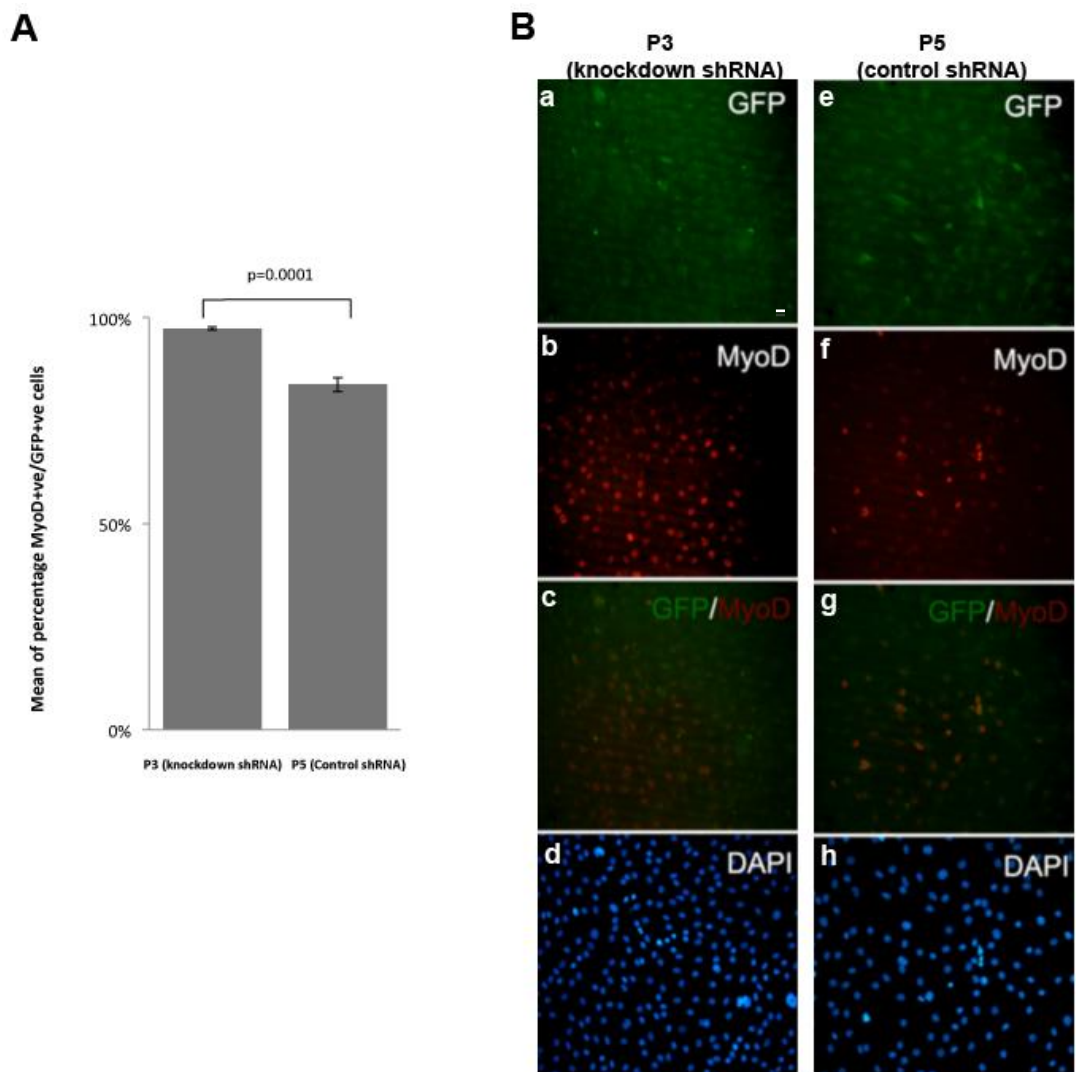 A
p=0.0001
100%
50%
0%
Mean of percentage MyoD+ve/GFP+ve cells
P3 (knockdown shRNA) P5 (Control shRNA)
B
P3
(knockdown shRNA)
P5
(control shRNA)
a GFP
e GFP
b MyoD
f MyoD
c GFP/MyoD
g GFP/MyoD
d DAPI
h DAPI